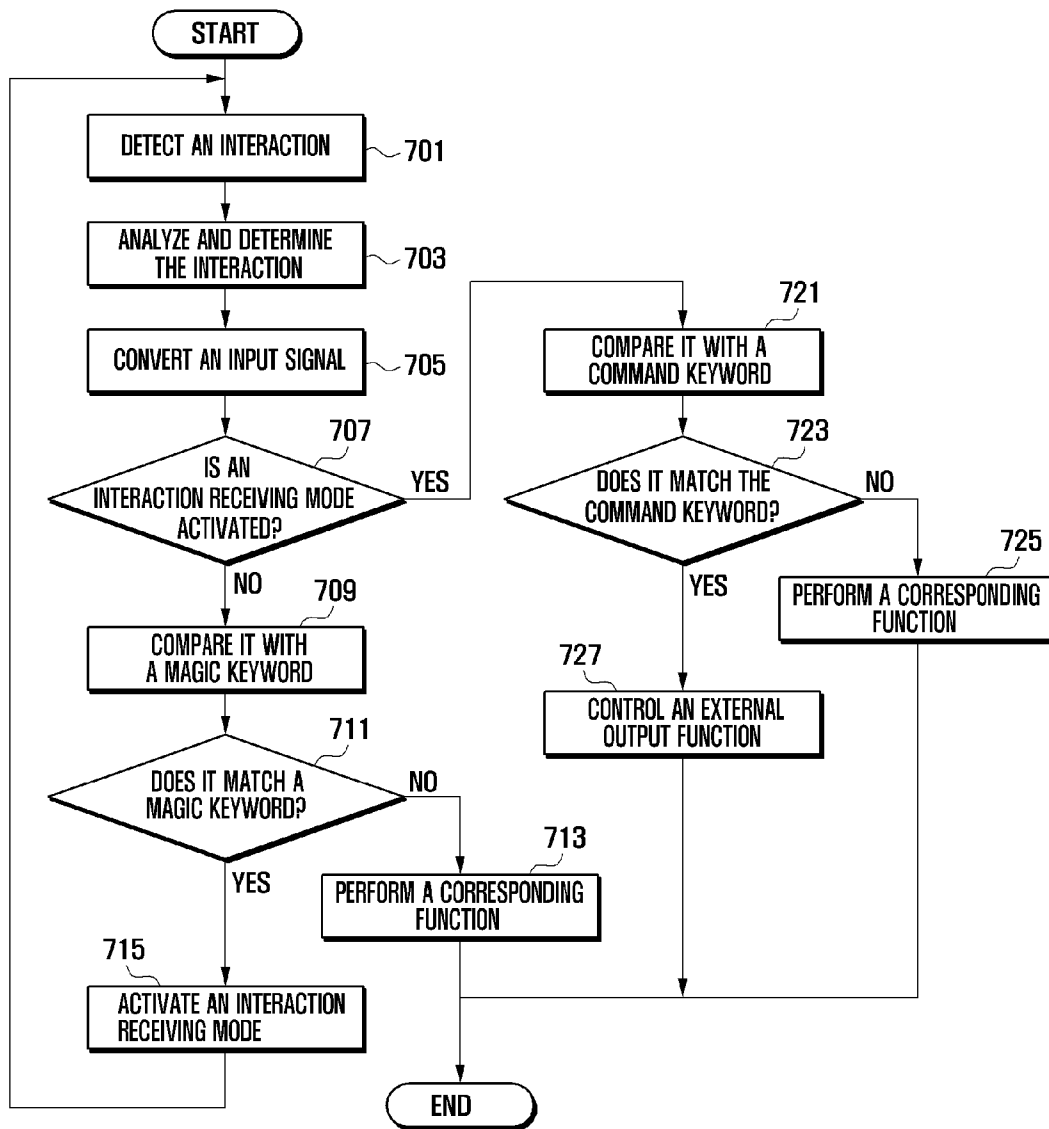 START
DETECT AN INTERACTION
701
ANALYZE AND DETERMINE
THE INTERACTION
703
CONVERT AN INPUT SIGNAL
705
707
IS AN
INTERACTION RECEIVING MODE
ACTIVATED?
YES
NO
709
COMPARE IT WITH
A MAGIC KEYWORD
711
DOES IT MATCH A
MAGIC KEYWORD?
NO
YES
713
PERFORM A CORRESPONDING
FUNCTION
715
ACTIVATE AN INTERACTION
RECEIVING MODE
721
COMPARE IT WITH A
COMMAND KEYWORD
723
DOES IT MATCH THE
COMMAND KEYWORD?
NO
YES
725
PERFORM A CORRESPONDING
FUNCTION
727
CONTROL AN EXTERNAL
OUTPUT FUNCTION
END